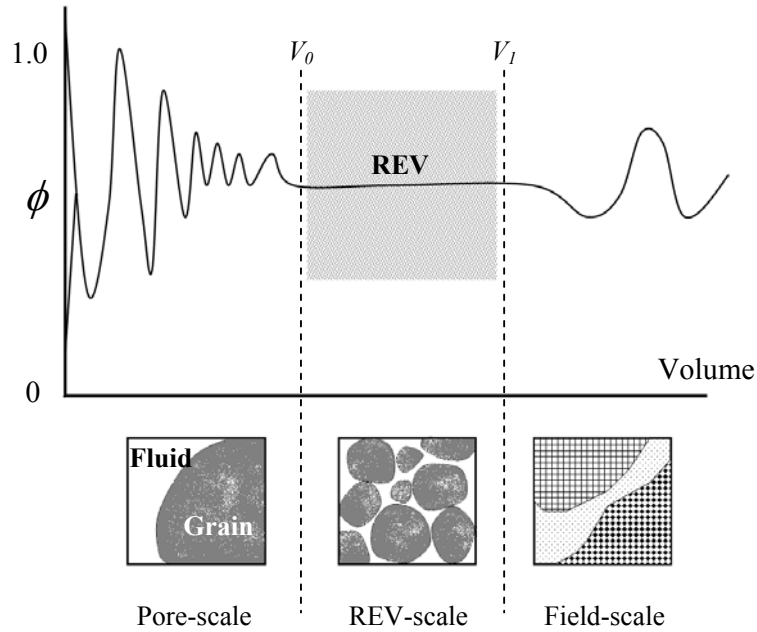 1.0
V₀
V₁
REV
ϕ
Volume
0
Fluid
Grain
Pore-scale
REV-scale
Field-scale